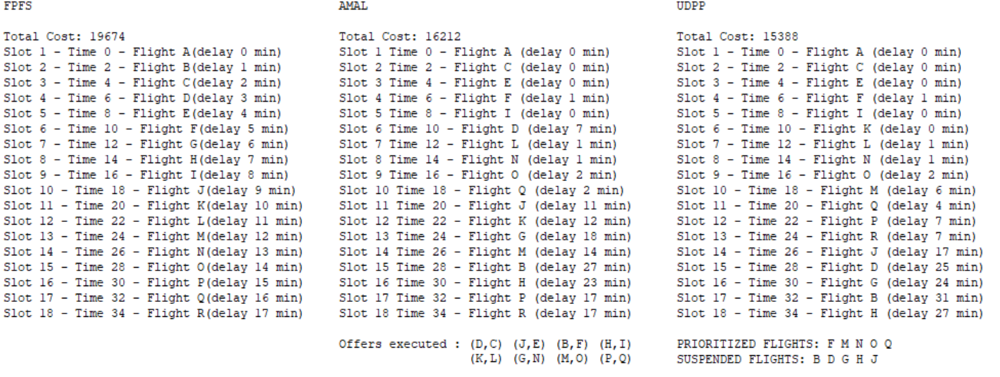 FPFS
Total Cost: 19674
Slot 1 - Time 0 - Flight A(delay 0 min)
Slot 2 - Time 2 - Flight B(delay 1 min)
Slot 3 - Time 4 - Flight C(delay 2 min)
Slot 4 - Time 6 - Flight D(delay 3 min)
Slot 5 - Time 8 - Flight E(delay 4 min)
Slot 6 - Time 10 - Flight F(delay 5 min)
Slot 7 - Time 12 - Flight G(delay 6 min)
Slot 8 - Time 14 - Flight H(delay 7 min)
Slot 9 - Time 16 - Flight I(delay 8 min)
Slot 10 - Time 18 - Flight J(delay 9 min)
Slot 11 - Time 20 - Flight K(delay 10 min)
Slot 12 - Time 22 - Flight L(delay 11 min)
Slot 13 - Time 24 - Flight M(delay 12 min)
Slot 14 - Time 26 - Flight N(delay 13 min)
Slot 15 - Time 28 - Flight O(delay 14 min)
Slot 16 - Time 30 - Flight P(delay 15 min)
Slot 17 - Time 32 - Flight Q(delay 16 min)
Slot 18 - Time 34 - Flight R(delay 17 min)
AMAL
Total Cost: 16212
Slot 1 Time 0 - Flight A (delay 0 min)
Slot 2 Time 2 - Flight C (delay 0 min)
Slot 3 Time 4 - Flight E (delay 0 min)
Slot 4 Time 6 - Flight F (delay 1 min)
Slot 5 Time 8 - Flight I (delay 0 min)
Slot 6 Time 10 - Flight D (delay 7 min)
Slot 7 Time 12 - Flight L (delay 1 min)
Slot 8 Time 14 - Flight N (delay 1 min)
Slot 9 Time 16 - Flight O (delay 2 min)
Slot 10 Time 18 - Flight Q (delay 2 min)
Slot 11 Time 20 - Flight J (delay 11 min)
Slot 12 Time 22 - Flight K (delay 12 min)
Slot 13 Time 24 - Flight G (delay 18 min)
Slot 14 Time 26 - Flight M (delay 14 min)
Slot 15 Time 28 - Flight B (delay 27 min)
Slot 16 Time 30 - Flight H (delay 23 min)
Slot 17 Time 32 - Flight P (delay 17 min)
Slot 18 Time 34 - Flight R (delay 17 min)
Offers executed : (D,C) (J,E) (B,F) (H,I)
(K,L) (G,N) (M,O) (P,Q)
UDPP
Total Cost: 15388
Slot 1 - Time 0 - Flight A (delay 0 min)
Slot 2 - Time 2 - Flight C (delay 0 min)
Slot 3 - Time 4 - Flight E (delay 0 min)
Slot 4 - Time 6 - Flight F (delay 1 min)
Slot 5 - Time 8 - Flight I (delay 0 min)
Slot 6 - Time 10 - Flight K (delay 0 min)
Slot 7 - Time 12 - Flight L (delay 1 min)
Slot 8 - Time 14 - Flight N (delay 1 min)
Slot 9 - Time 16 - Flight O (delay 2 min)
Slot 10 - Time 18 - Flight M (delay 6 min)
Slot 11 - Time 20 - Flight Q (delay 4 min)
Slot 12 - Time 22 - Flight P (delay 7 min)
Slot 13 - Time 24 - Flight R (delay 7 min)
Slot 14 - Time 26 - Flight J (delay 17 min)
Slot 15 - Time 28 - Flight D (delay 25 min)
Slot 16 - Time 30 - Flight G (delay 24 min)
Slot 17 - Time 32 - Flight B (delay 31 min)
Slot 18 - Time 34 - Flight H (delay 27 min)
PRIORITIZED FLIGHTS: F M N O Q
SUSPENDED FLIGHTS: B D G H J